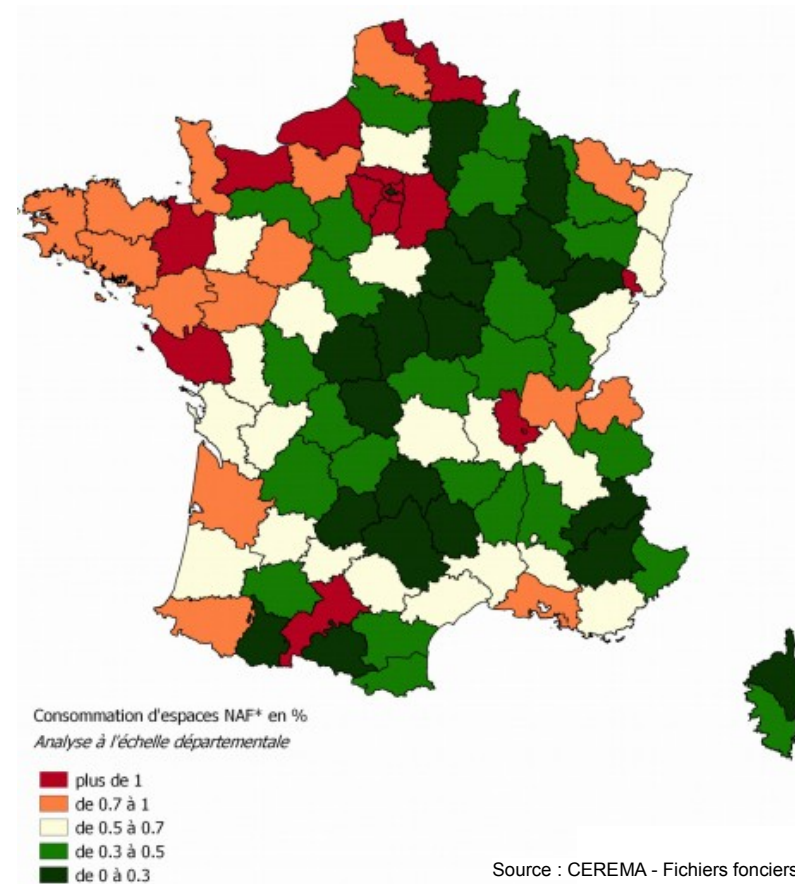 Consommation d'espaces NAF* en %
Analyse à l'échelle départementale
plus de 1
de 0.7 à 1
de 0.5 à 0.7
de 0.3 à 0.5
de 0 à 0.3
Source : CEREMA - Fichiers fonciers